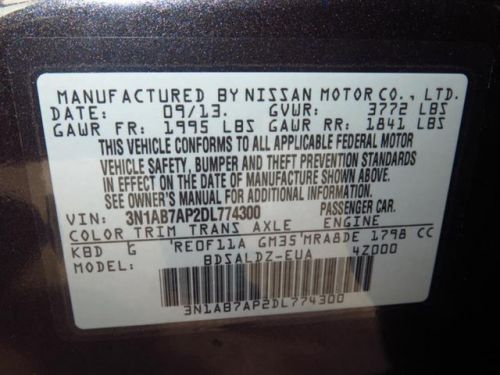 MANUFACTURED BY NISSAN MOTOR CO., LTD.
DATE: 09/13. GVWR: 3772 LBS
GAWR FR: 1995 LBS GAWR RR: 1841 LBS
THIS VEHICLE CONFORMS TO ALL APPLICABLE FEDERAL MOTOR
VEHICLE SAFETY, BUMPER AND THEFT PREVENTION STANDARDS
IN EFFECT ON THE DATE OF MANUFACTURE SHOWN ABOVE.
SEE OWNER'S MANUAL FOR ADDITIONAL INFORMATION.
VIN: 3N1AB7AP2DL774300 PASSENGER CAR.
COLOR TRIM TRANS AXLE ENGINE
KBD G RE0F11A GM35 MRA8DE 1798 CC
MODEL: BDSALDZ-EUA 4Z000
3N1AB7AP2DL774300